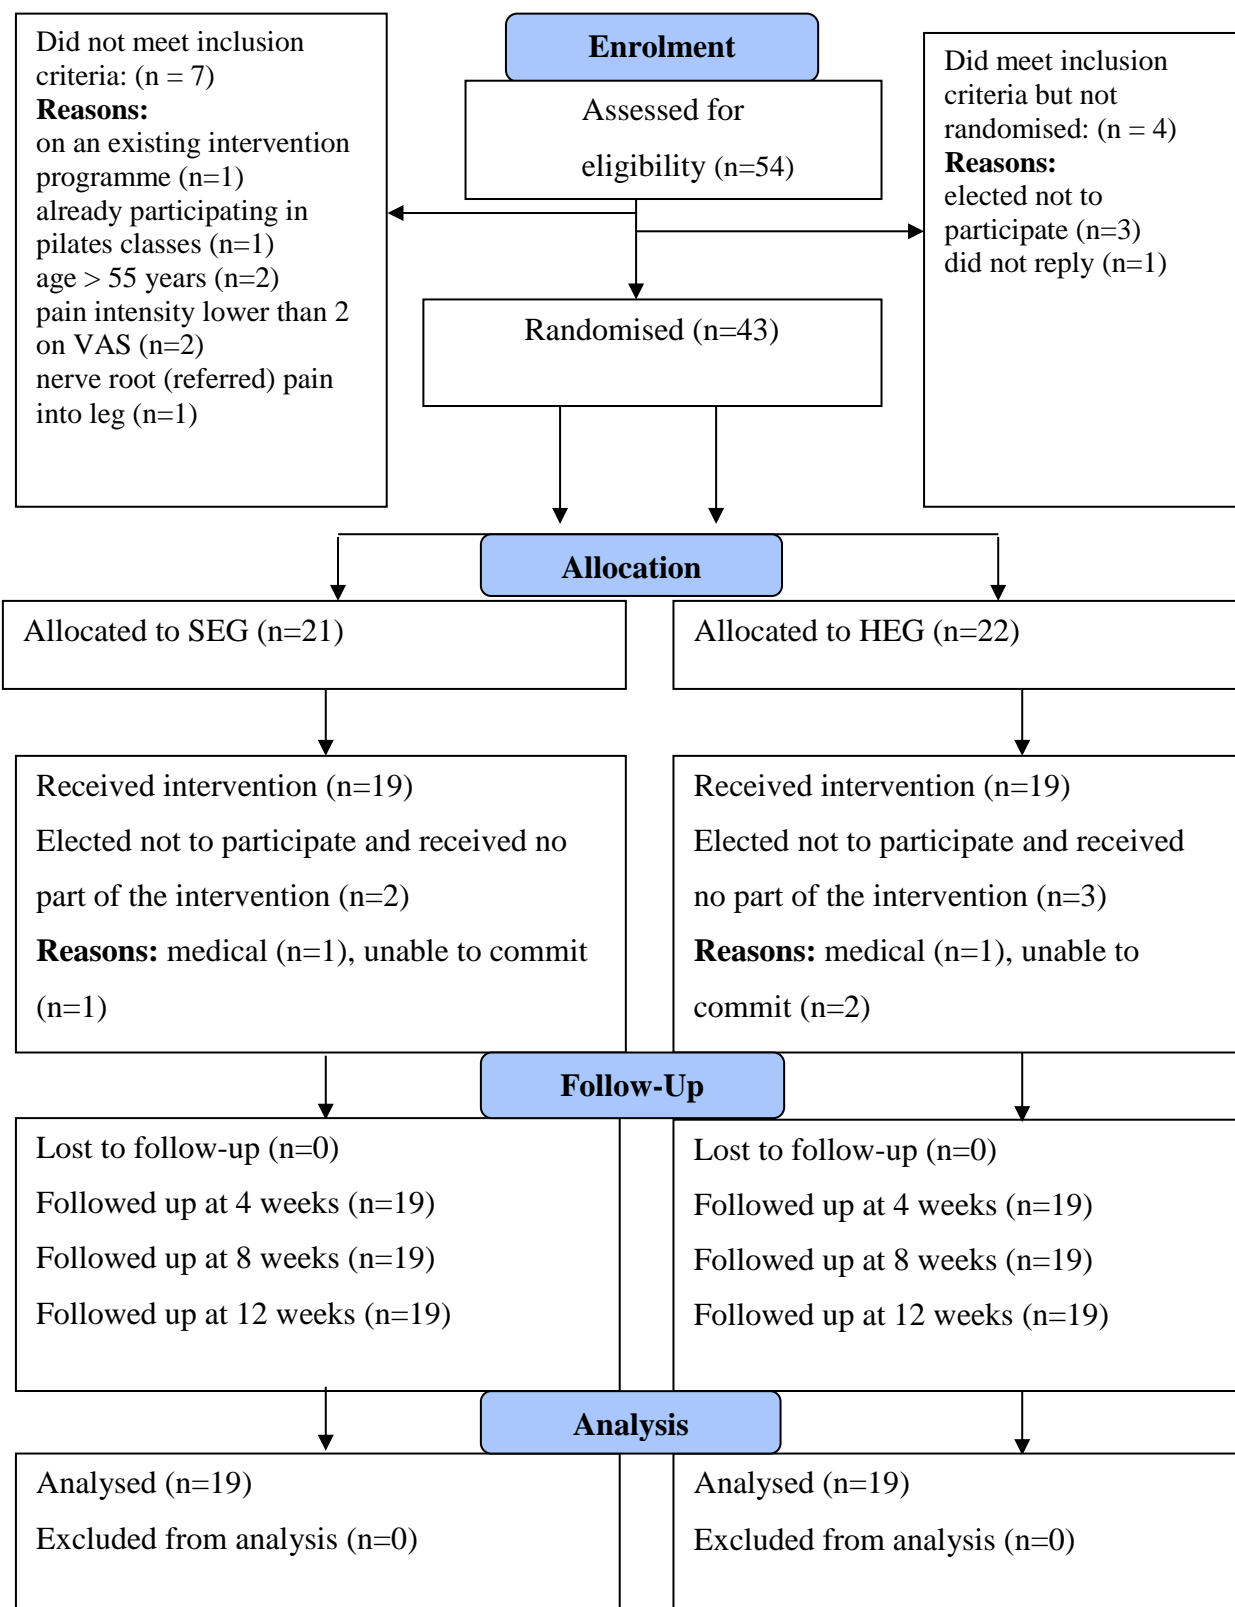 Did not meet inclusion
criteria: (n = 7)
Reasons:
on an existing intervention
programme (n=1)
already participating in
pilates classes (n=1)
age > 55 years (n=2)
pain intensity lower than 2
on VAS (n=2)
nerve root (referred) pain
into leg (n=1)
Enrolment
Assessed for
eligibility (n=54)
Did meet inclusion
criteria but not
randomised: (n = 4)
Reasons:
elected not to
participate (n=3)
did not reply (n=1)
Randomised (n=43)
Allocation
Allocated to SEG (n=21)
Allocated to HEG (n=22)
Received intervention (n=19)
Elected not to participate and received no
part of the intervention (n=2)
Reasons: medical (n=1), unable to commit
(n=1)
Received intervention (n=19)
Elected not to participate and received
no part of the intervention (n=3)
Reasons: medical (n=1), unable to
commit (n=2)
Follow-Up
Lost to follow-up (n=0)
Followed up at 4 weeks (n=19)
Followed up at 8 weeks (n=19)
Followed up at 12 weeks (n=19)
Lost to follow-up (n=0)
Followed up at 4 weeks (n=19)
Followed up at 8 weeks (n=19)
Followed up at 12 weeks (n=19)
Analysis
Analysed (n=19)
Excluded from analysis (n=0)
Analysed (n=19)
Excluded from analysis (n=0)